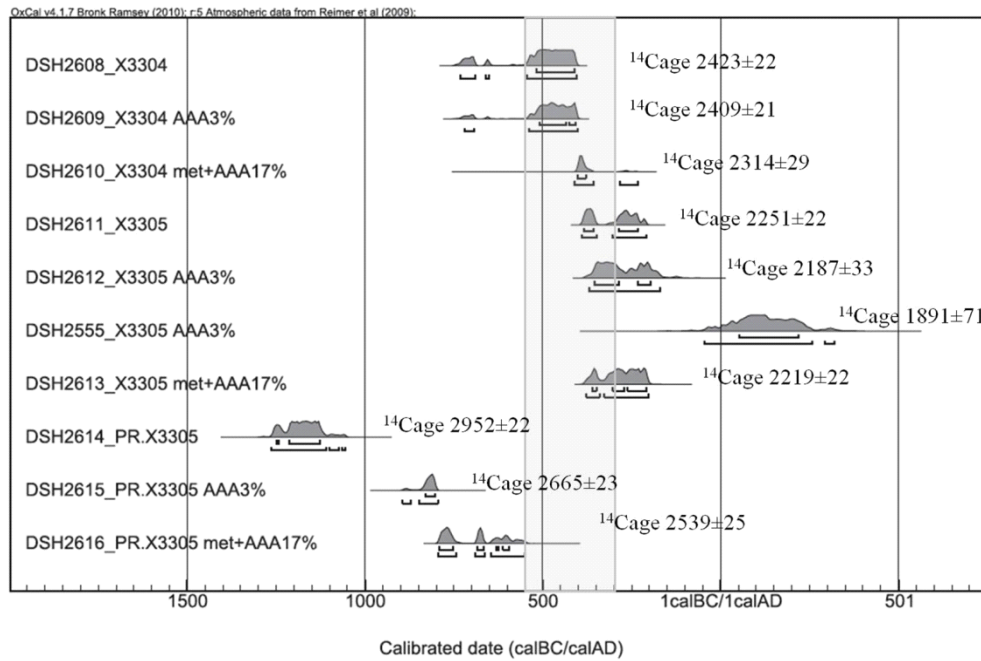 OxCal v4.1.7 Bronk Ramsey (2010); r:5 Atmospheric data from Reimer et al (2009);
DSH2608_X3304 ¹⁴Cage 2423±22
DSH2609_X3304 AAA3% ¹⁴Cage 2409±21
DSH2610_X3304 met+AAA17% ¹⁴Cage 2314±29
DSH2611_X3305 ¹⁴Cage 2251±22
DSH2612_X3305 AAA3% ¹⁴Cage 2187±33
DSH2555_X3305 AAA3% ¹⁴Cage 1891±71
DSH2613_X3305 met+AAA17% ¹⁴Cage 2219±22
DSH2614_PR.X3305 ¹⁴Cage 2952±22
DSH2615_PR.X3305 AAA3% ¹⁴Cage 2665±23
DSH2616_PR.X3305 met+AAA17% ¹⁴Cage 2539±25
1500 1000 500 1calBC/1calAD 501
Calibrated date (calBC/calAD)